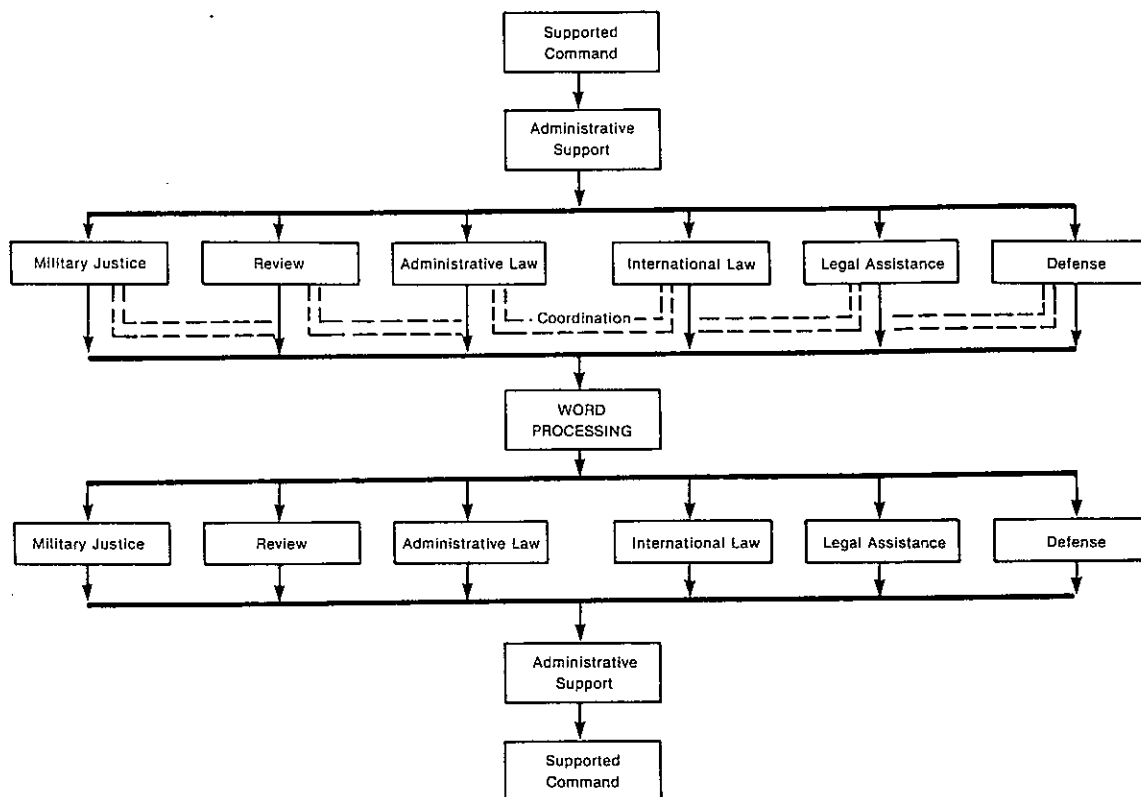 Supported
Command
Administrative
Support
Military Justice
Review
Administrative Law
International Law
Legal Assistance
Defense
Coordination
WORD
PROCESSING
Military Justice
Review
Administrative Law
International Law
Legal Assistance
Defense
Administrative
Support
Supported
Command